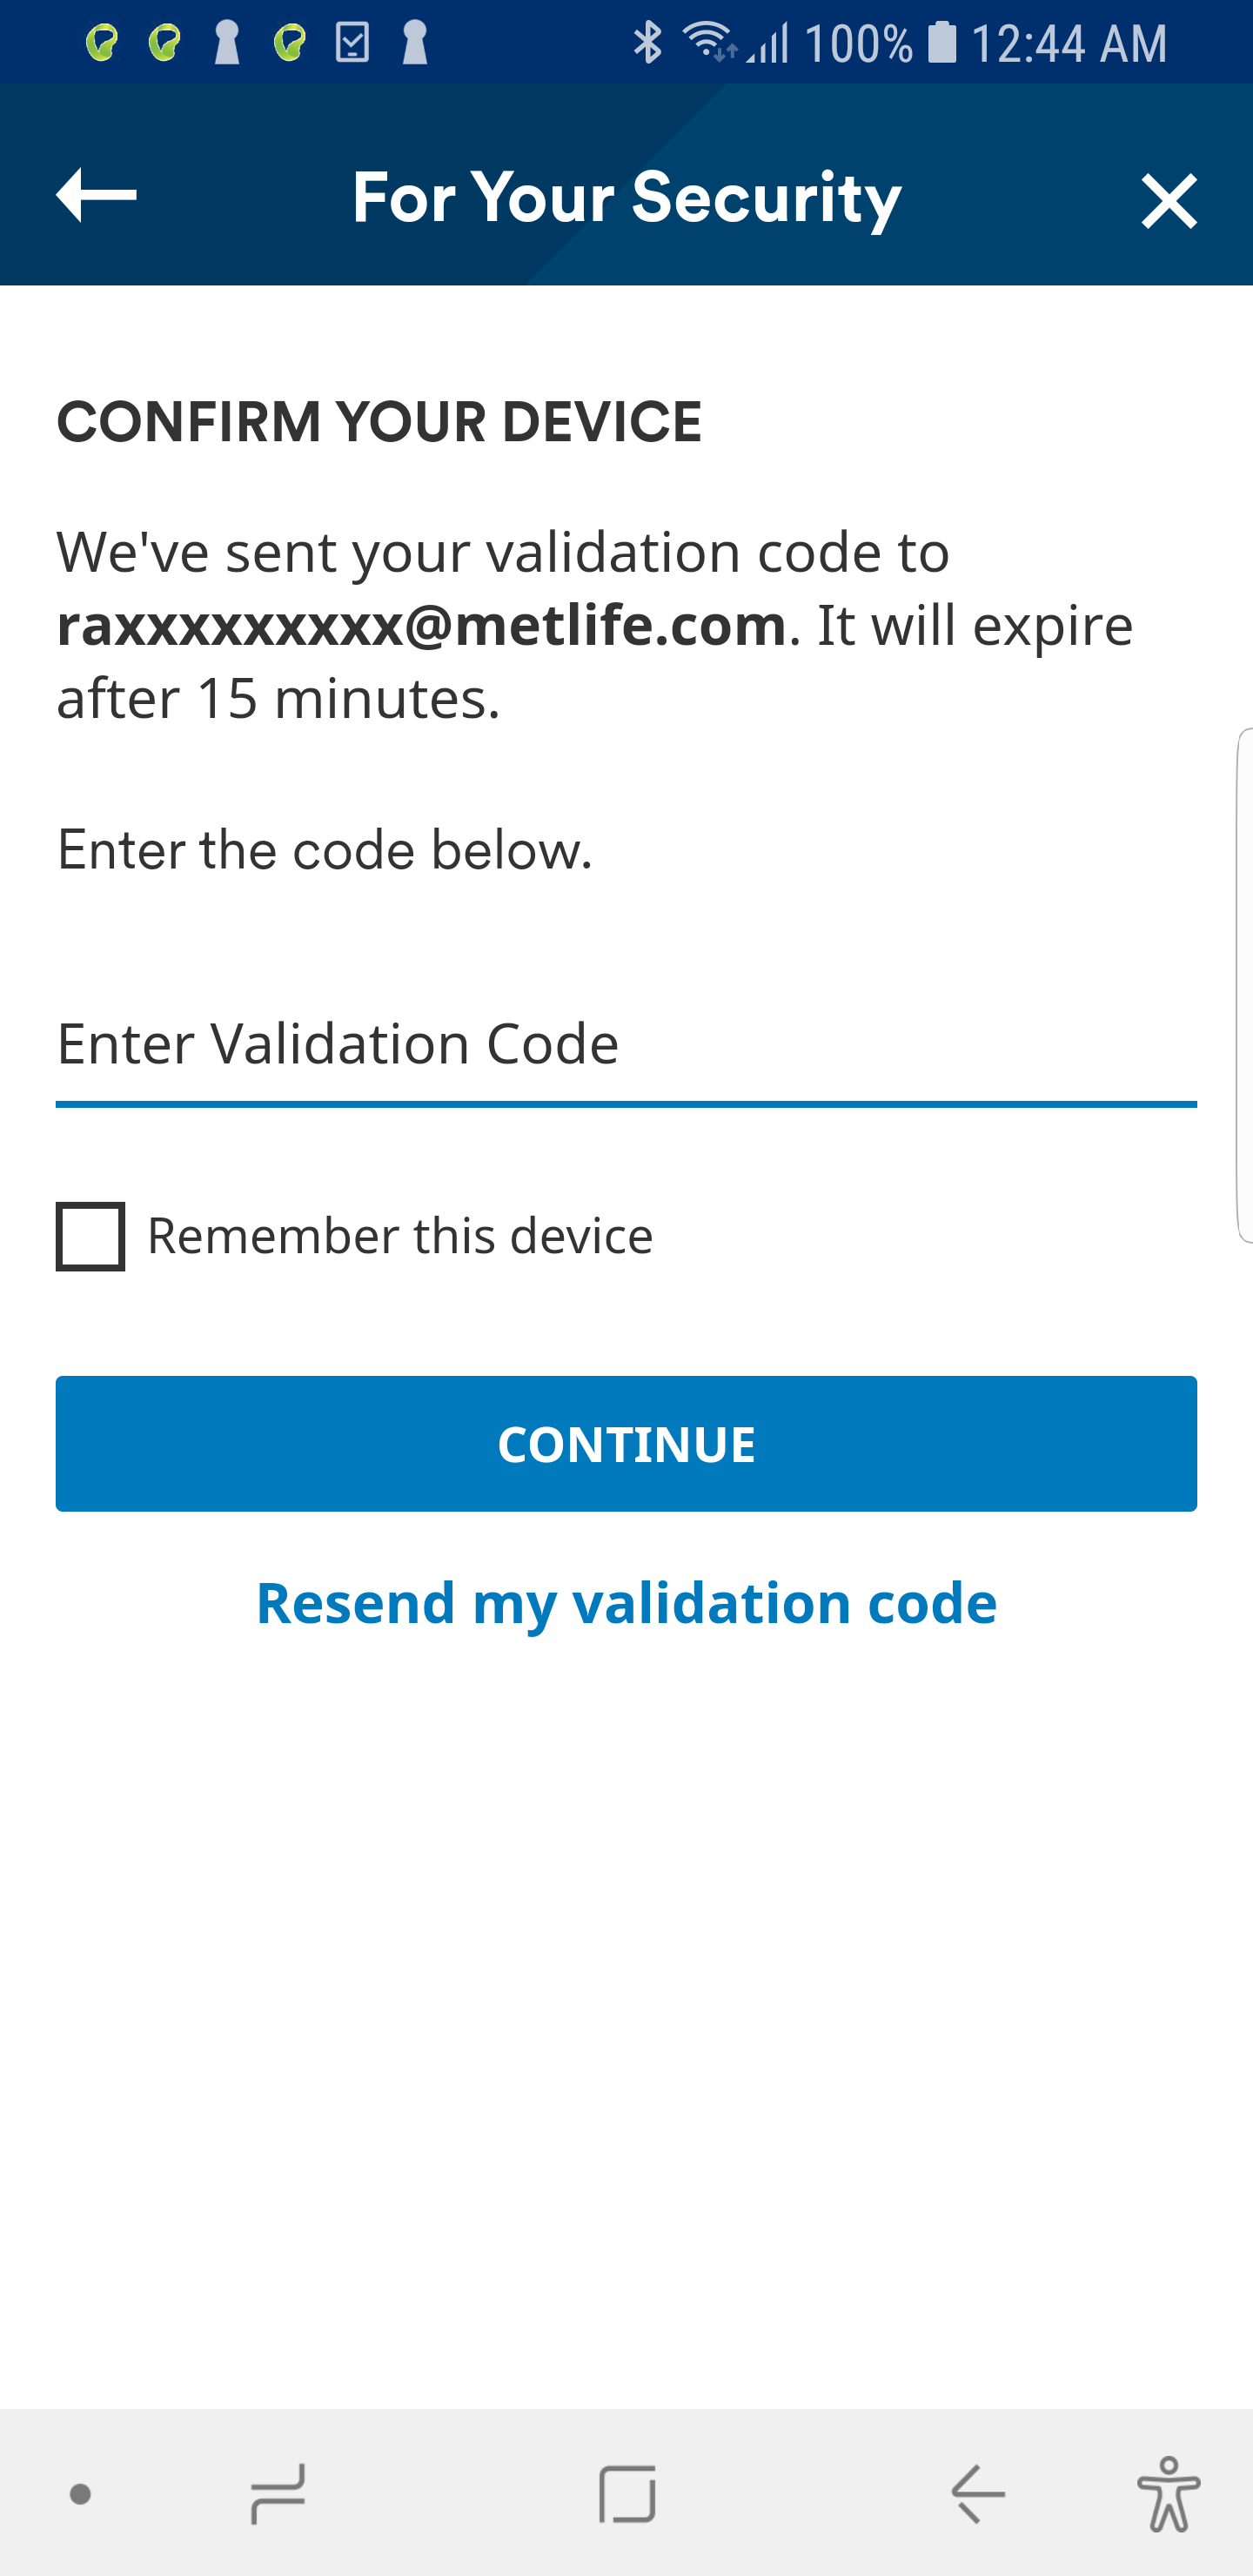 100% 12:44 AM
For Your Security
CONFIRM YOUR DEVICE
We've sent your validation code to
raxxxxxxxxx@metlife.com. It will expire
after 15 minutes.
Enter the code below.
Enter Validation Code
Remember this device
CONTINUE
Resend my validation code